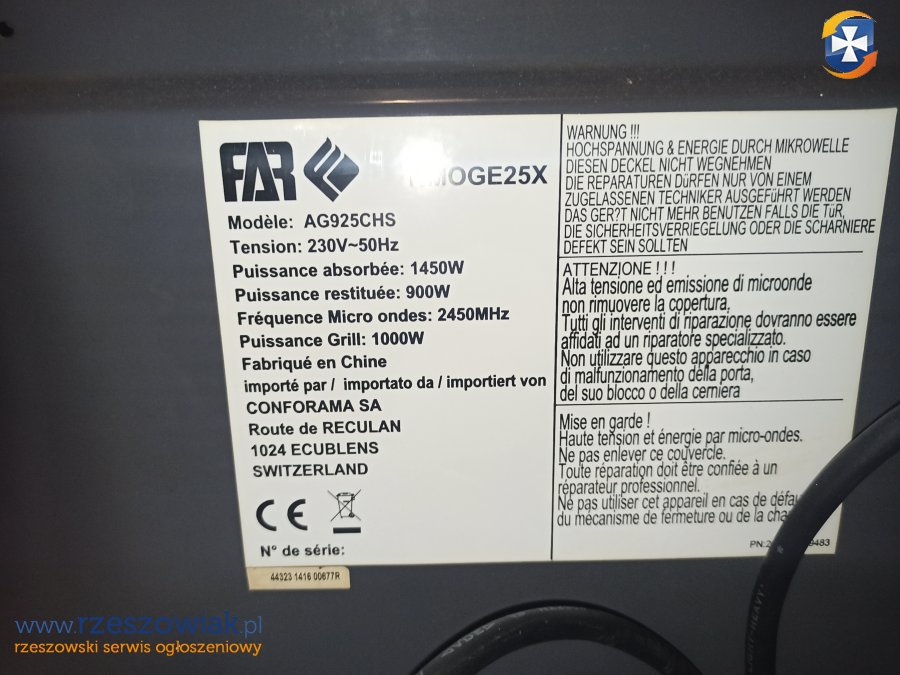 FAR
MOGE25X
Modèle: AG925CHS
Tension: 230V~50Hz
Puissance absorbée: 1450W
Puissance restituée: 900W
Fréquence Micro ondes: 2450MHz
Puissance Grill: 1000W
Fabriqué en Chine
importé par / importato da / importiert von
CONFORAMA SA
Route de RECULAN
1024 ECUBLENS
SWITZERLAND
CE
N° de série:
44323 1416 00677R
WARNUNG !!!
HOCHSPANNUNG & ENERGIE DURCH MIKROWELLE
DIESEN DECKEL NICHT WEGNEHMEN
DIE REPARATUREN DÜRFEN NUR VON EINEM
ZUGELASSENEN TECHNIKER AUSGEFÜHRT WERDEN
DAS GER?T NICHT MEHR BENUTZEN FALLS DIE TÜR,
DIE SICHERHEITSVERRIEGELUNG ODER DIE SCHARNIERE
DEFEKT SEIN SOLLTEN
ATTENZIONE ! ! !
Alta tensione ed emissione di microonde
non rimuovere la copertura,
Tutti gli interventi di riparazione dovranno essere
affidati ad un riparatore specializzato.
Non utilizzare questo apparecchio in caso
di malfunzionamento della porta,
del suo blocco o della cerniera
Mise en garde !
Haute tension et énergie par micro-ondes.
Ne pas enlever ce couvercle.
Toute réparation doit être confiée à un
réparateur professionnel.
Ne pas utiliser cet appareil en cas de
du mécanisme de fermeture ou de la
www.rzeszowiak.pl
rzeszowski serwis ogłoszeniowy